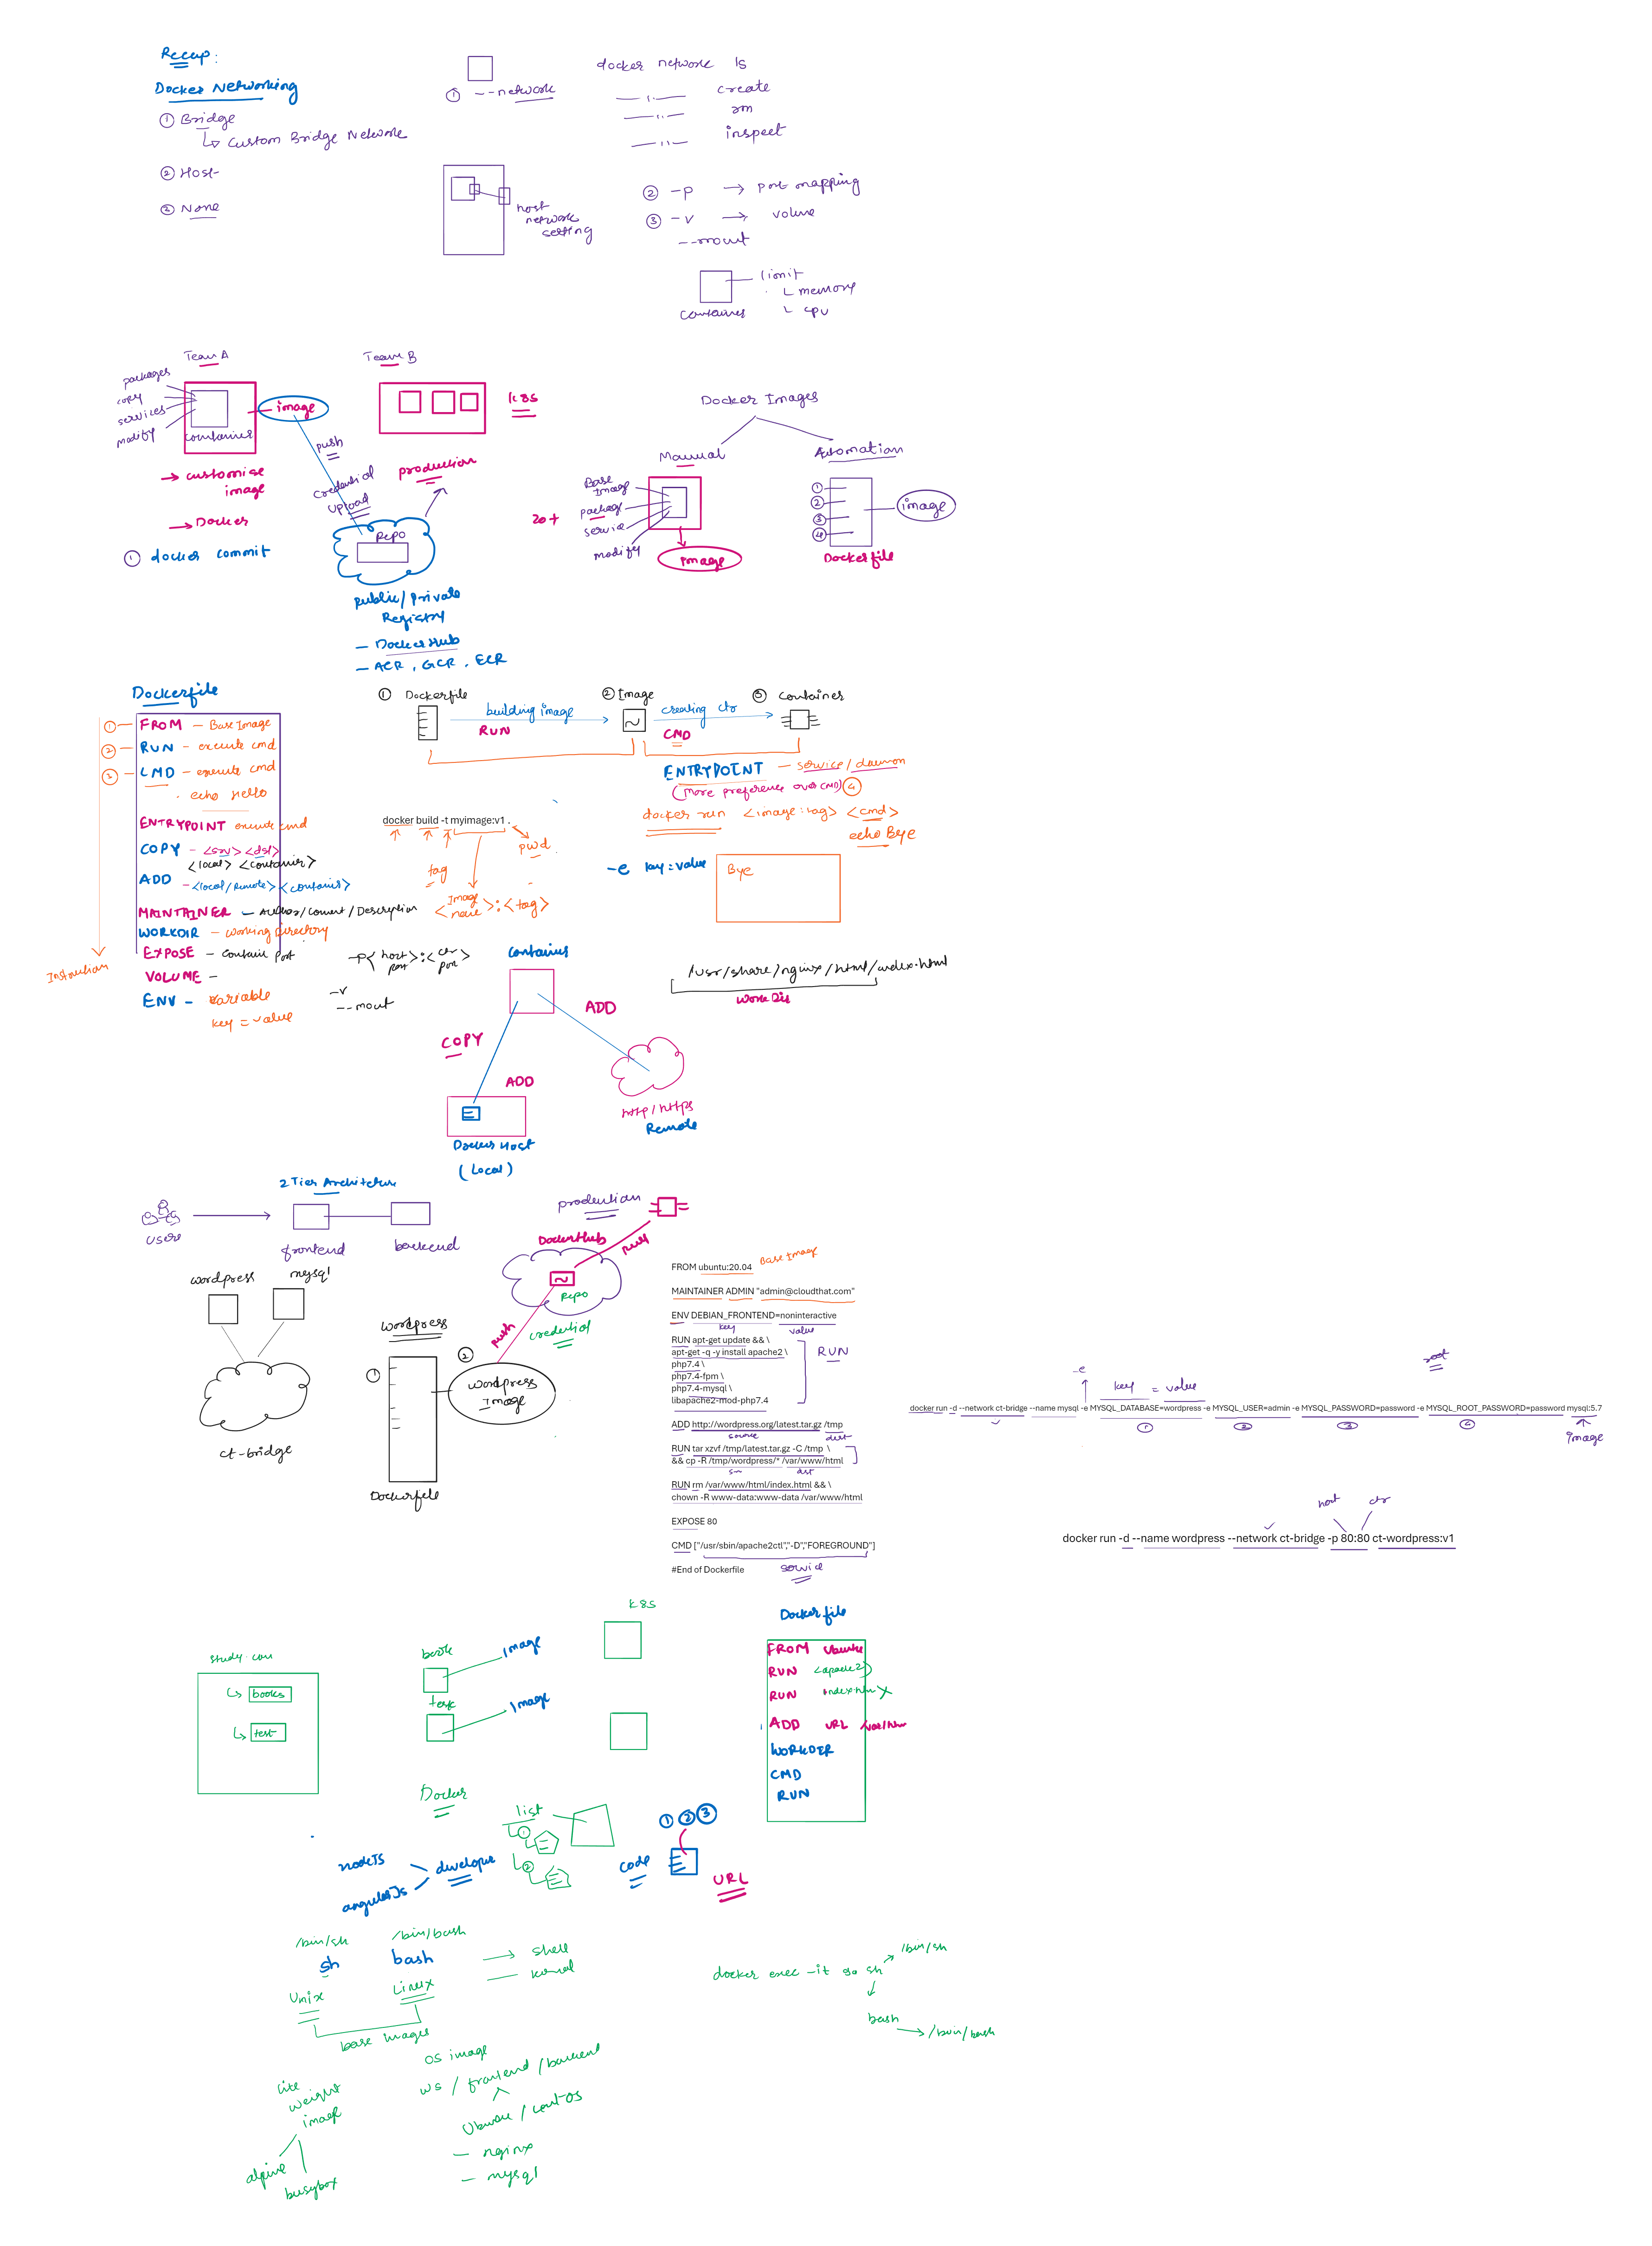 Recap:
Docker Networking
① Bridge
↳ Custom Bridge Network
② Host
③ None
① --network
docker network ls
—"— create
—"— rm
—"— inspect
host network setting
② -p → port mapping
③ -v → volume
--mount
container
limit
└ memory
└ cpu
Team A
packages
copy
services
modify
container
image
→ customise image
→ Docker
① docker commit
push
credential
upload
Team B
k8s
production
Repo
public/private
Registry
- DockerHub
- ACR, GCR, ECR
Docker Images
Manual
20+
Base Image
package
service
modify
image
Automation
①
②
③
④
image
Dockerfile
Dockerfile
① FROM - Base Image
② RUN - execute cmd
③ CMD - execute cmd
echo Hello
ENTRYPOINT execute cmd
COPY - <src> <dst>
<local> <container>
ADD - <local/Remote> <container>
MAINTAINER - Author/Comment/Description
WORKDIR - working directory
EXPOSE - container port
-p <host port>:<ctr port>
VOLUME -
-v
--mount
ENV - variable
key = value
Instruction
① Dockerfile
building image
RUN
② Image
creating ctr
CMD
③ Container
ENTRYPOINT - service/daemon
(more preference over CMD) ④
docker run <image:tag> <cmd>
echo Bye
docker build -t myimage:v1 .
pwd
tag
<Image name>:<tag>
-e key=value
Bye
/usr/share/nginx/html/index.html
WorkDir
Container
COPY
ADD
ADD
http/https
Remote
Docker Host
(Local)
2 Tier Architecture
users
frontend
backend
wordpress
mysql
ct-bridge
wordpress
①
Dockerfile
②
wordpress Image
push
credential
DockerHub
Repo
pull
production
FROM ubuntu:20.04 Base Image
MAINTAINER ADMIN "admin@cloudthat.com"
ENV DEBIAN_FRONTEND=noninteractive
key value
RUN apt-get update && \
apt-get -q -y install apache2 \
php7.4 \
php7.4-fpm \
php7.4-mysql \
libapache2-mod-php7.4
RUN
ADD http://wordpress.org/latest.tar.gz /tmp
source dest
RUN tar xzvf /tmp/latest.tar.gz -C /tmp \
&& cp -R /tmp/wordpress/* /var/www/html
src dst
RUN rm /var/www/html/index.html && \
chown -R www-data:www-data /var/www/html
EXPOSE 80
CMD ["/usr/sbin/apache2ctl","-D","FOREGROUND"]
service
#End of Dockerfile
-e
key = value
root
docker run -d --network ct-bridge --name mysql -e MYSQL_DATABASE=wordpress -e MYSQL_USER=admin -e MYSQL_PASSWORD=password -e MYSQL_ROOT_PASSWORD=password mysql:5.7
① ② ③ ④
image
host ctr
docker run -d --name wordpress --network ct-bridge -p 80:80 ct-wordpress:v1
study.com
↳ books
↳ test
book
Image
test
Image
k8s
Dockerfile
FROM ubuntu
RUN <apache2>
RUN index.htm X
ADD URL
WORKDIR
CMD
RUN
Docker
list
①
②
nodeJS
angularJs
developer
code
① ② ③
URL
/bin/sh
sh
Unix
/bin/bash
bash
Linux
→ shell
— kernel
base images
docker exec -it so sh
/bin/sh
bash
→ /bin/bash
OS image
ws / frontend / backend
Ubuntu / centos
- nginx
- mysql
lite weight image
alpine
busybox